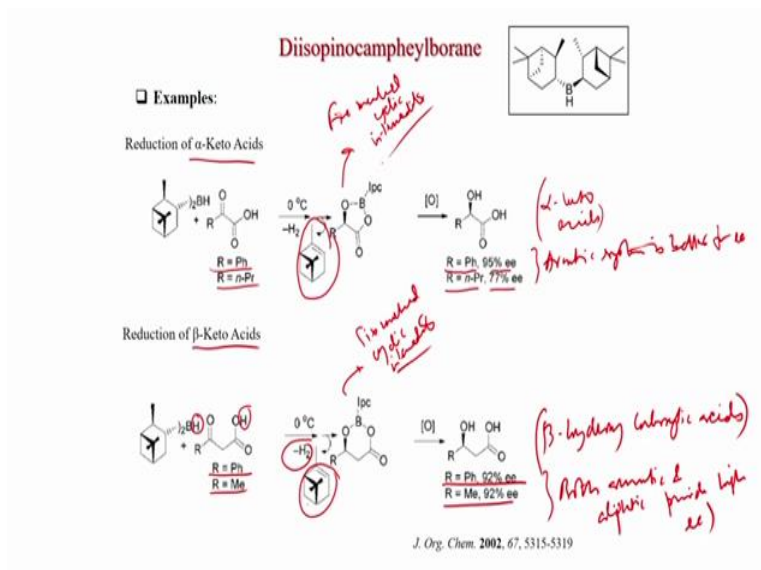 Diisopinocampheylborane
B
H
❑ Examples:
Five membered
cyclic
intermediates
Reduction of α-Keto Acids
)2BH
O
+ R
OH
O
0 °C
–H2
Ipc
O–B
O
R
O
[O]
OH
R
OH
O
(α-keto
acids)
R = Ph
R = n-Pr
R = Ph, 95% ee
R = n-Pr, 77% ee
} Aromatic system is better for ee
Six membered
cyclic
intermediates
Reduction of β-Keto Acids
)2BH
O
OH
+ R
O
0 °C
–H2
Ipc
B
O
O
R
O
[O]
OH OH
R
O
(β-hydroxy carboxylic acids)
R = Ph
R = Me
R = Ph, 92% ee
R = Me, 92% ee
} Both aromatic &
aliphatic provide high
ee)
J. Org. Chem. 2002, 67, 5315-5319